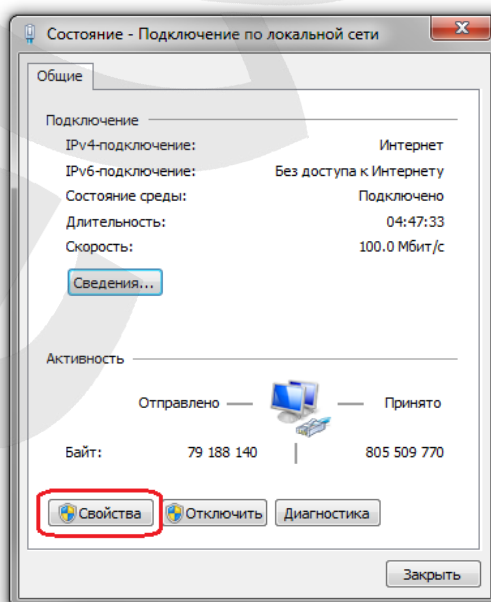 Состояние - Подключение по локальной сети
Общие
Подключение
IPv4-подключение: Интернет
IPv6-подключение: Без доступа к Интернету
Состояние среды: Подключено
Длительность: 04:47:33
Скорость: 100.0 Мбит/с
Сведения...
Активность
Отправлено Принято
Байт: 79 188 140 805 509 770
Свойства Отключить Диагностика
Закрыть